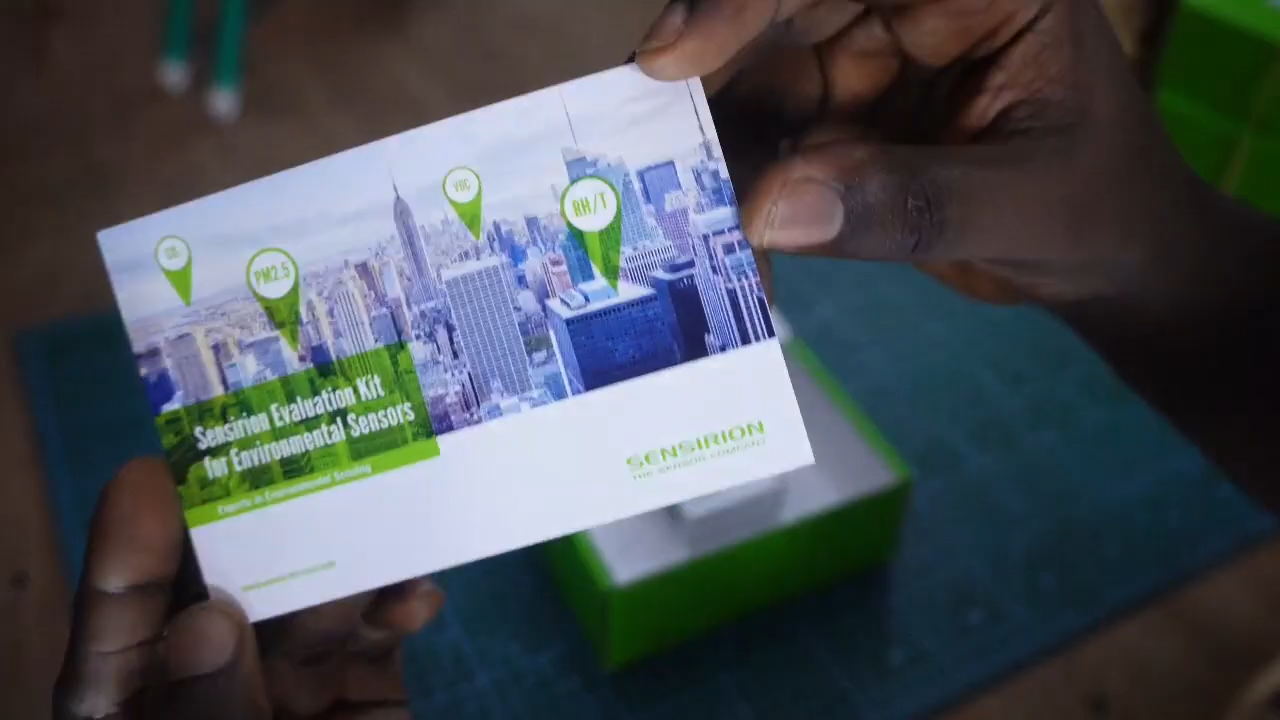 VOC
RH/T
PM2.5
Sensirion Evaluation Kit
for Environmental Sensors
Experts in Environmental Sensing
SENSIRION
THE SENSOR COMPANY